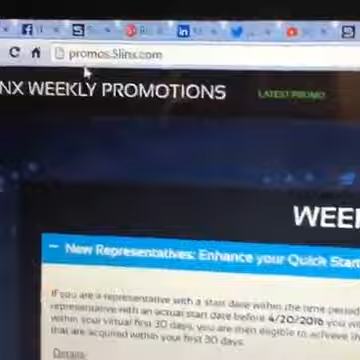 promos.5linx.com
NX WEEKLY PROMOTIONS
LATEST PROMO
WEE
– New Representatives: Enhance your Quick Start
If you are a representative with a start date within the time period
representative with an actual start date before 4/20/2016 you wo
within your virtual first 30 days, you are then eligible to achieve
that are acquired within your first 30 days.
Details: